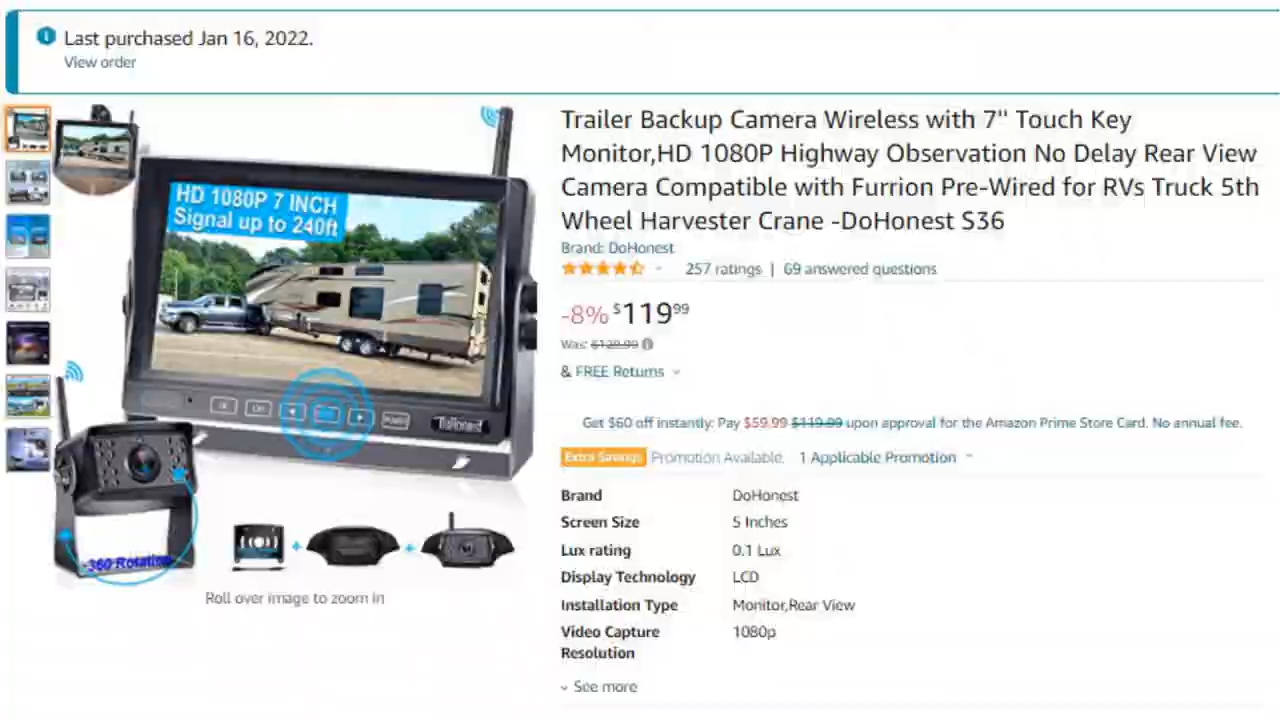 Last purchased Jan 16, 2022.
View order
HD 1080P 7 INCH
Signal up to 240ft
DoHonest
-360 Rotation
Roll over image to zoom in
Trailer Backup Camera Wireless with 7'' Touch Key
Monitor,HD 1080P Highway Observation No Delay Rear View
Camera Compatible with Furrion Pre-Wired for RVs Truck 5th
Wheel Harvester Crane -DoHonest S36
Brand: DoHonest
257 ratings | 69 answered questions
-8% $11999
Was: $129.99
& FREE Returns
Get $60 off instantly: Pay $59.99 $119.99 upon approval for the Amazon Prime Store Card. No annual fee.
Extra Savings Promotion Available. 1 Applicable Promotion
Brand DoHonest
Screen Size 5 Inches
Lux rating 0.1 Lux
Display Technology LCD
Installation Type Monitor,Rear View
Video Capture 1080p
Resolution
See more